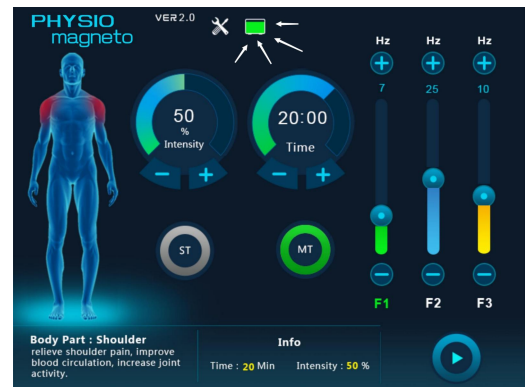 PHYSIO
magneto
VER2.0
Hz Hz Hz
7 25 10
50
%
Intensity
20:00
Time
ST
MT
F1 F2 F3
Body Part : Shoulder
relieve shoulder pain, improve
blood circulation, increase joint
activity.
Info
Time : 20 Min Intensity : 50 %